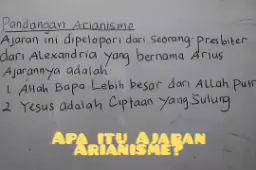 Pandangan Arianisme
Ajaran ini dipelopori dari seorang presbiter
dari Alexandria yang bernama Arius
Ajarannya adalah:
1. Allah Bapa Lebih besar dari Allah Putr
2 Yesus adalah Ciptaan yang Sulung
APA ITU AJARAN
ARIANISME?